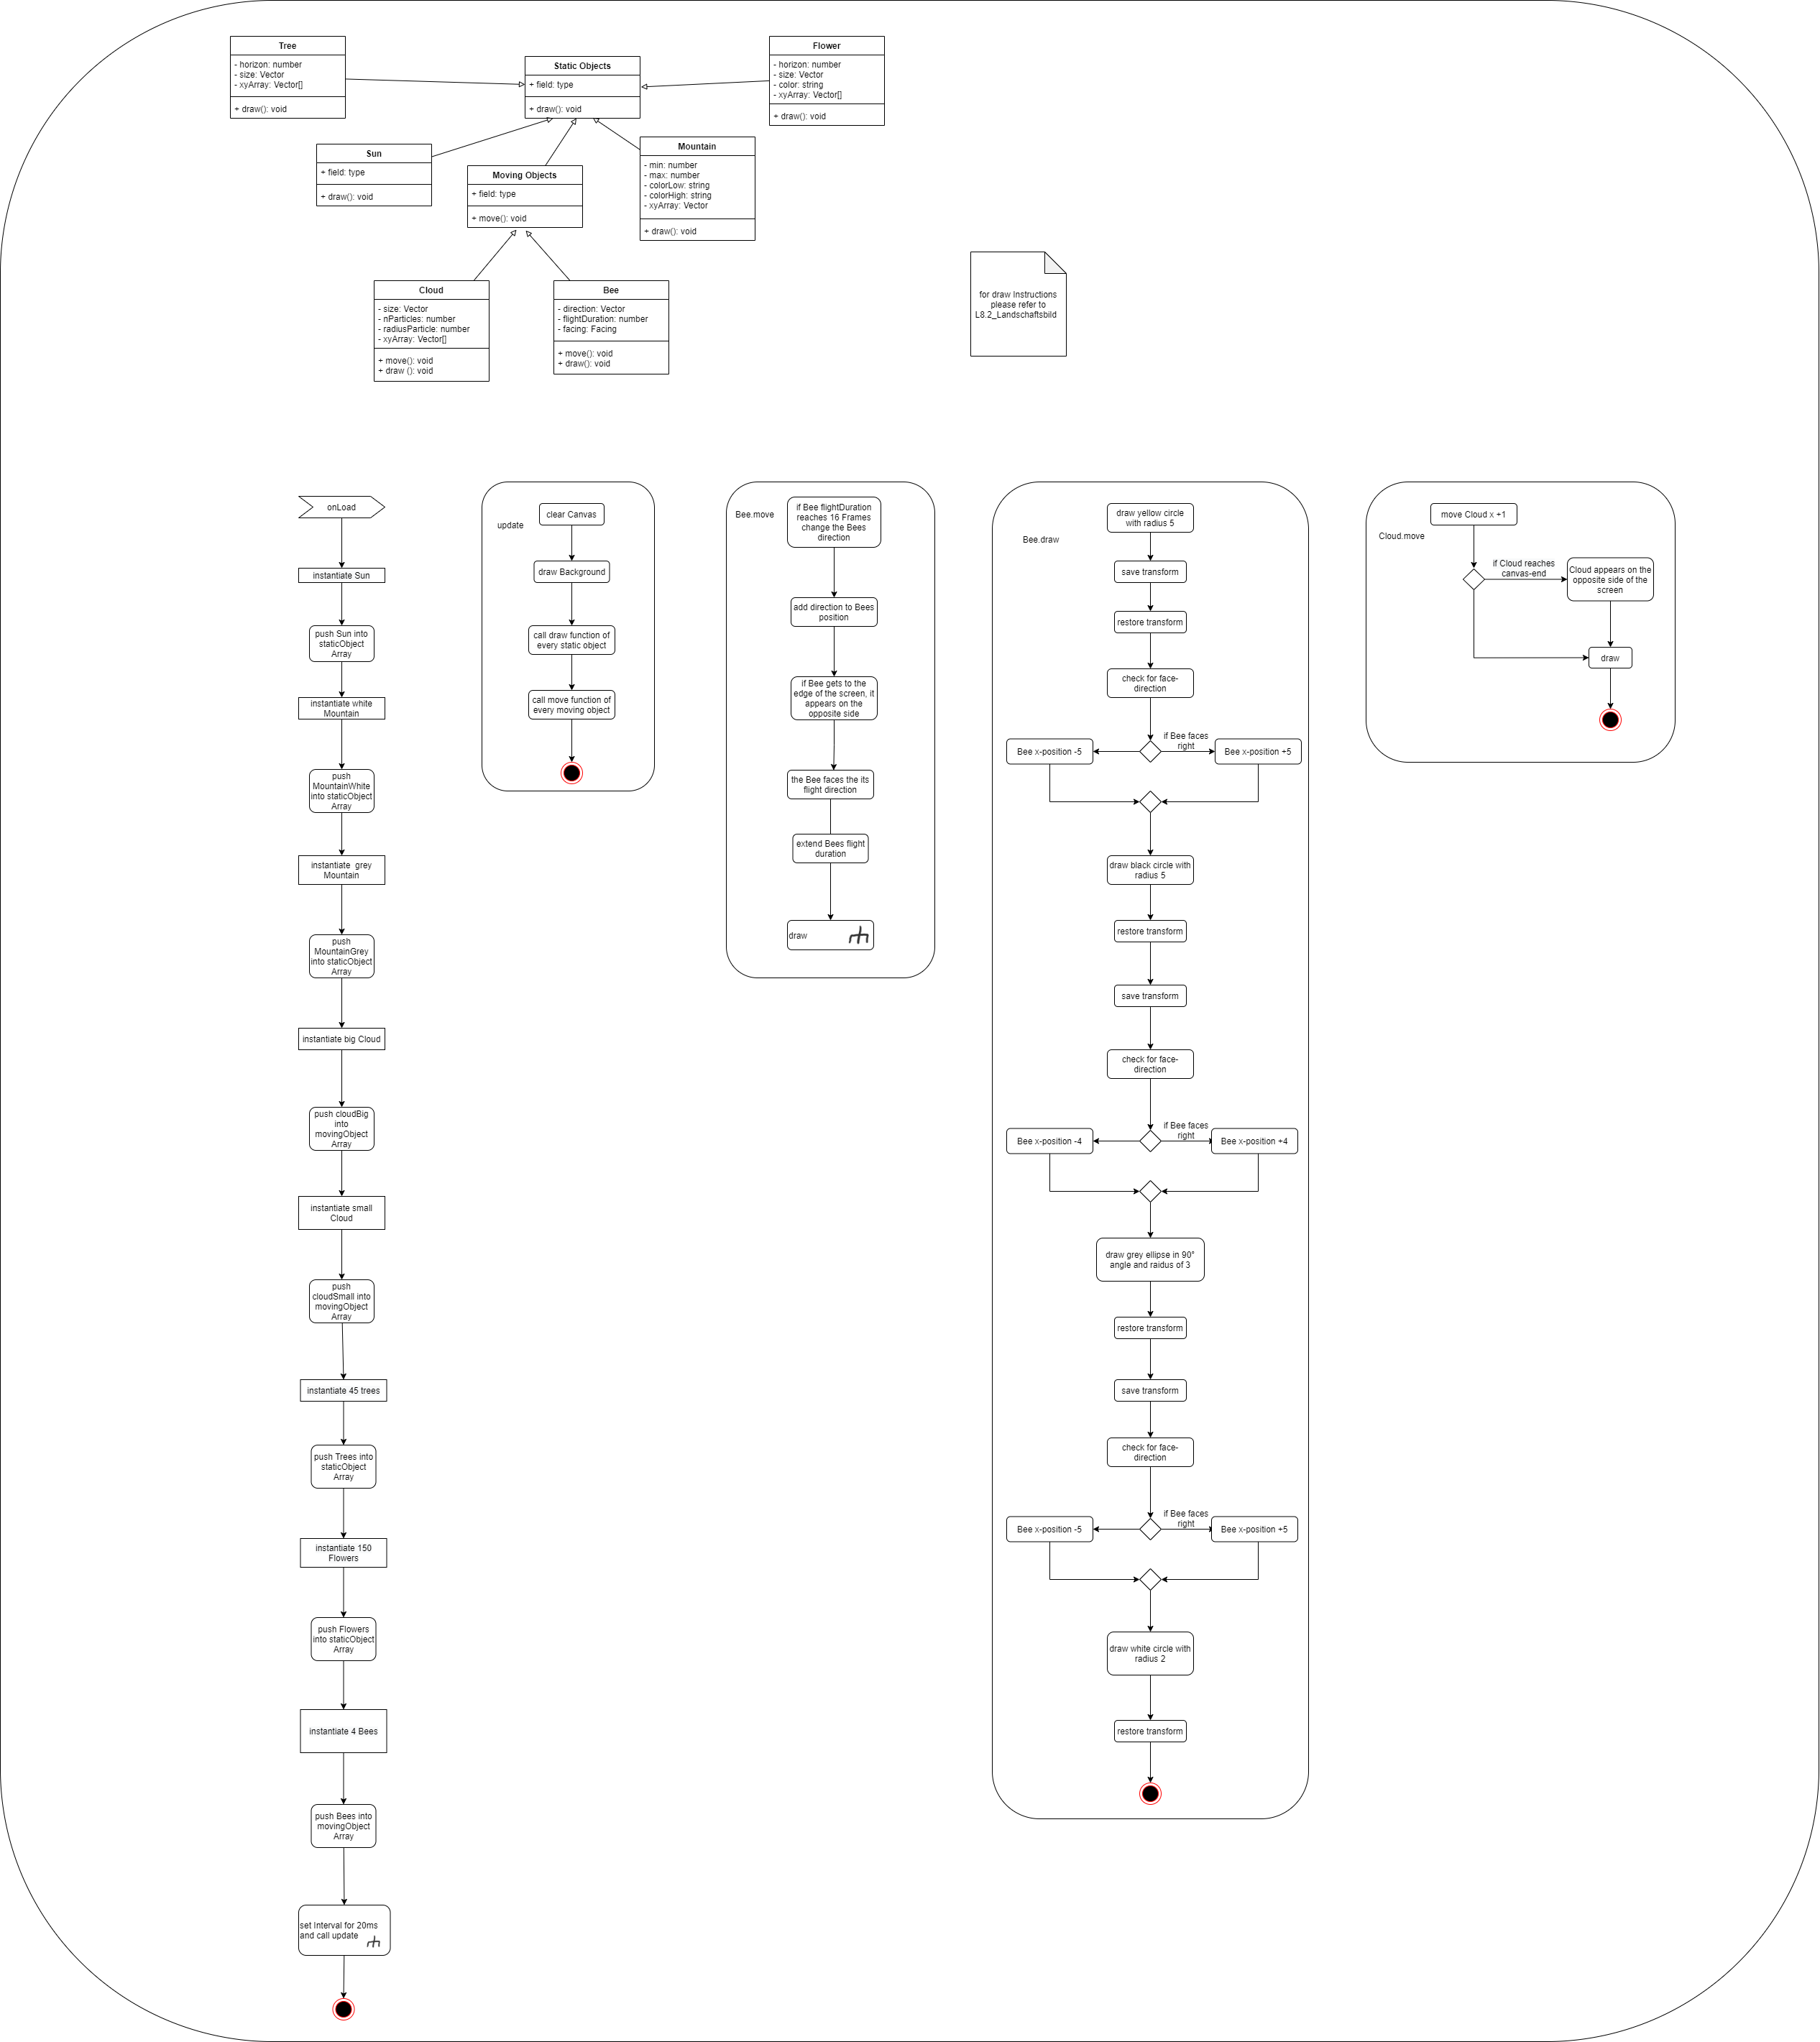 Tree
- horizon: number
- size: Vector
- xyArray: Vector[]
+ draw(): void
Static Objects
+ field: type
+ draw(): void
Flower
- horizon: number
- size: Vector
- color: string
- xyArray: Vector[]
+ draw(): void
Sun
+ field: type
+ draw(): void
Moving Objects
+ field: type
+ move(): void
Mountain
- min: number
- max: number
- colorLow: string
- colorHigh: string
- xyArray: Vector
+ draw(): void
Cloud
- size: Vector
- nParticles: number
- radiusParticle: number
- xyArray: Vector[]
+ move(): void
+ draw (): void
Bee
- direction: Vector
- flightDuration: number
- facing: Facing
+ move(): void
+ draw(): void
for draw Instructions
please refer to
L8.2_Landschaftsbild
onLoad
instantiate Sun
push Sun into
staticObject
Array
instantiate white
Mountain
push
MountainWhite
into staticObject
Array
instantiate  grey
Mountain
push
MountainGrey
into staticObject
Array
instantiate big Cloud
push cloudBig
into
movingObject
Array
instantiate small
Cloud
push
cloudSmall into
movingObject
Array
instantiate 45 trees
push Trees into
staticObject
Array
instantiate 150
Flowers
push Flowers
into staticObject
Array
instantiate 4 Bees
push Bees into
movingObject
Array
set Interval for 20ms
and call update
update
clear Canvas
draw Background
call draw function of
every static object
call move function of
every moving object
Bee.move
if Bee flightDuration
reaches 16 Frames
change the Bees
direction
add direction to Bees
position
if Bee gets to the
edge of the screen, it
appears on the
opposite side
the Bee faces the its
flight direction
extend Bees flight
duration
draw
Bee.draw
draw yellow circle
with radius 5
save transform
restore transform
check for face-
direction
if Bee faces
right
Bee x-position -5
Bee x-position +5
draw black circle with
radius 5
restore transform
save transform
check for face-
direction
if Bee faces
right
Bee x-position -4
Bee x-position +4
draw grey ellipse in 90°
angle and raidus of 3
restore transform
save transform
check for face-
direction
if Bee faces
right
Bee x-position -5
Bee x-position +5
draw white circle with
radius 2
restore transform
Cloud.move
move Cloud x +1
if Cloud reaches
canvas-end
Cloud appears on the
opposite side of the
screen
draw